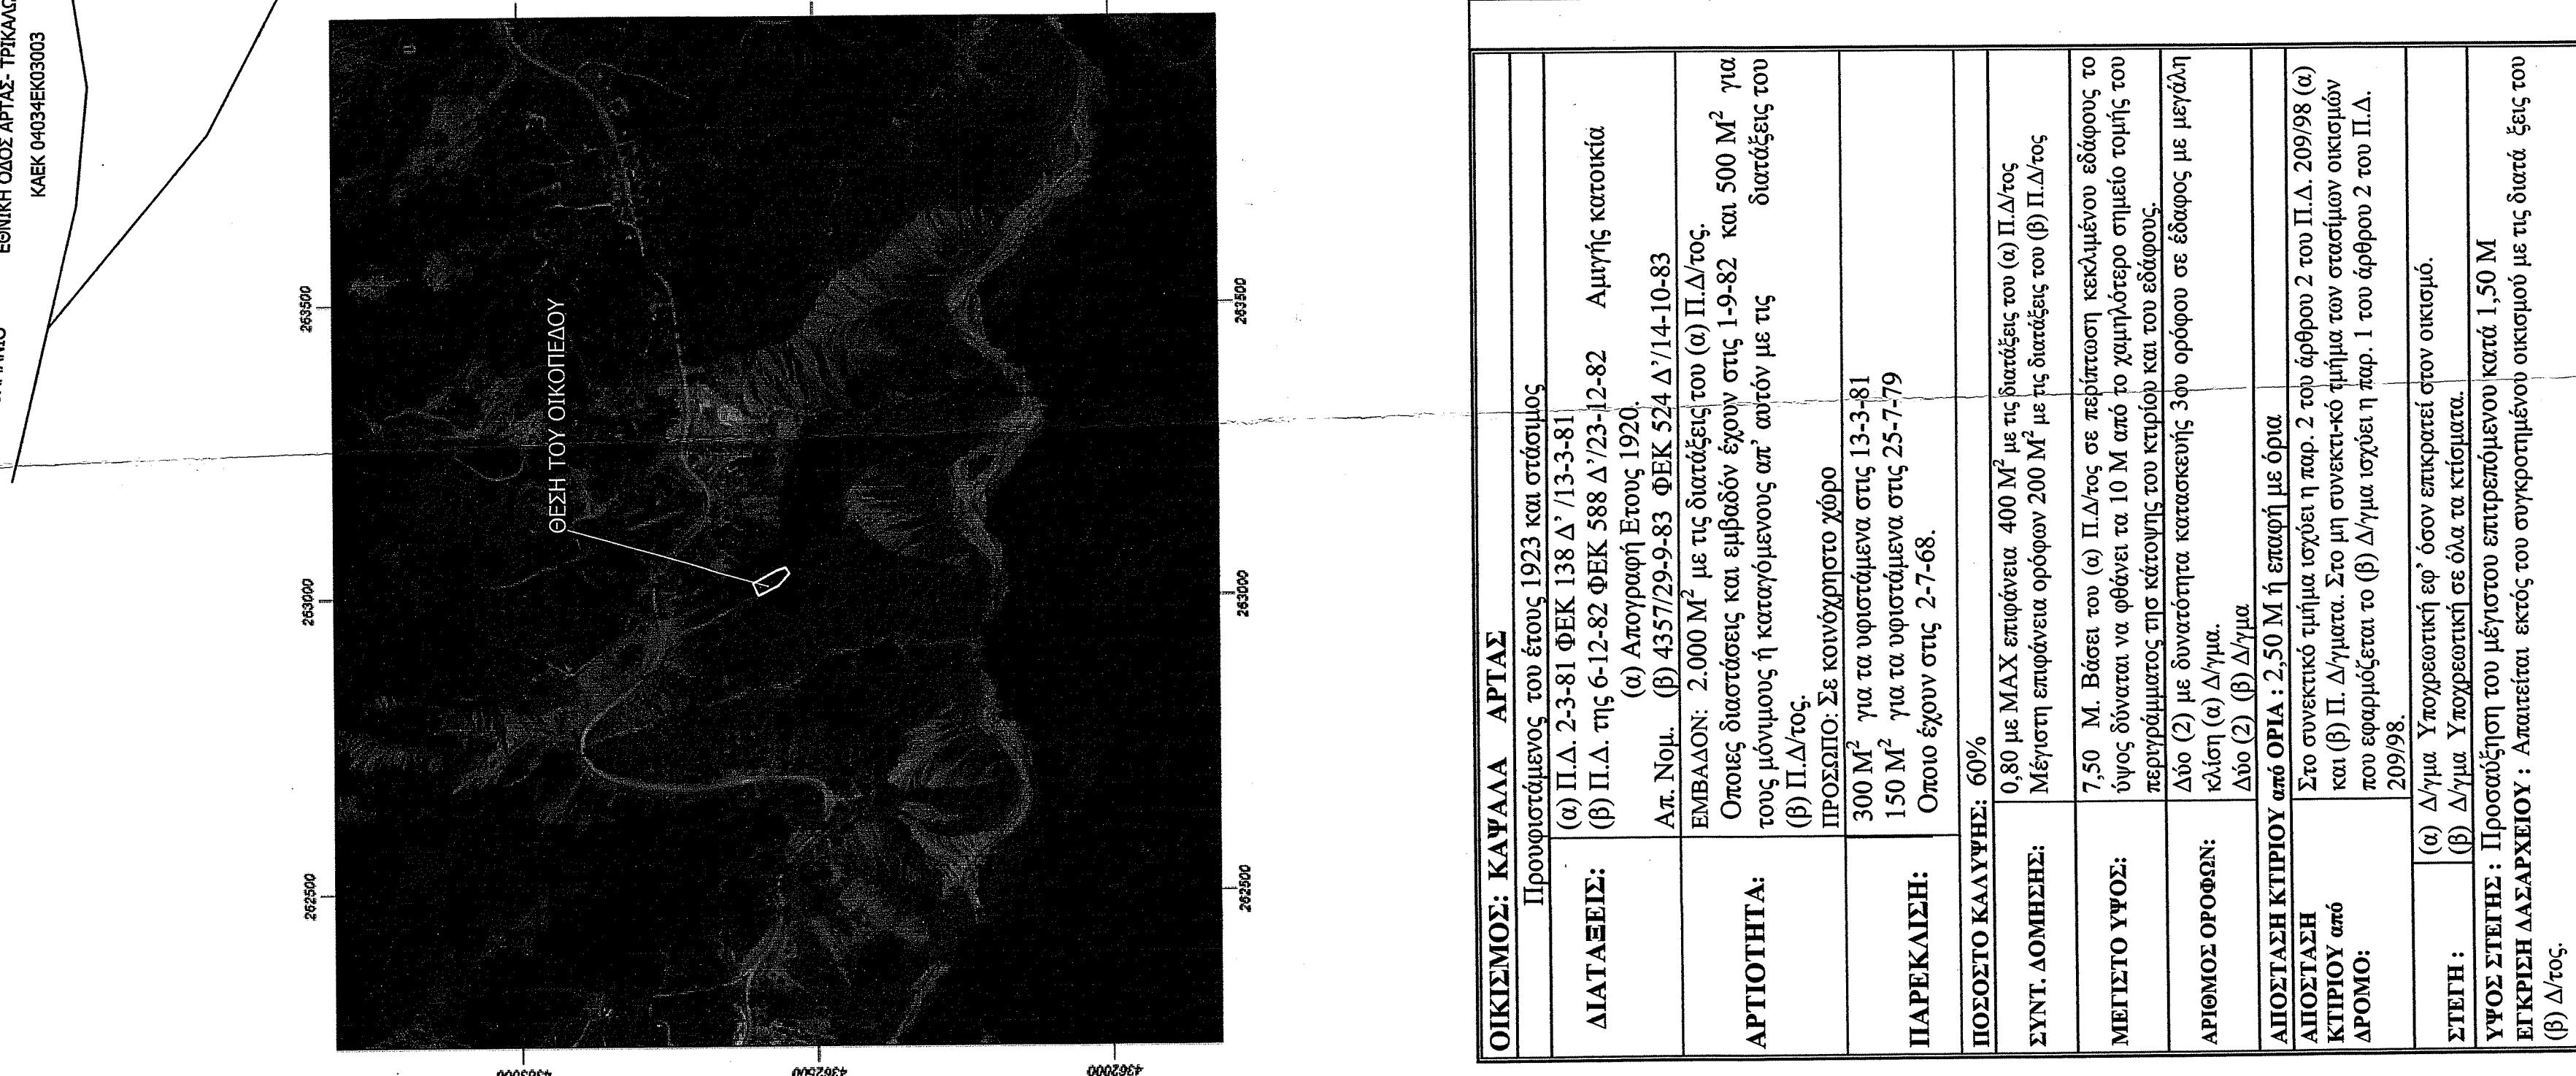 ΕΘΝΙΚΗ ΟΔΟΣ ΑΡΤΑΣ- ΤΡΙΚΑΛΩ
ΚΑΕΚ 04034ΕΚ03003
262500
263000
263500
ΘΕΣΗ ΤΟΥ ΟΙΚΟΠΕΔΟΥ
4363000
4362500
4362000
262500
263000
263500
ΟΙΚΙΣΜΟΣ: ΚΑΨΑΛΑ ΑΡΤΑΣ
Προυφιστάμενος του έτους 1923 και στάσιμος
ΔΙΑΤΑΞΕΙΣ:
(α) Π.Δ. 2-3-81 ΦΕΚ 138 Δ' /13-3-81
(β) Π.Δ. της 6-12-82 ΦΕΚ 588 Δ'/23-12-82 Αμιγής κατοικία
(α) Απογραφή Ετους 1920.
Απ. Νομ. (β) 4357/29-9-83 ΦΕΚ 524 Δ'/14-10-83
ΑΡΤΙΟΤΗΤΑ:
ΕΜΒΑΔΟΝ: 2.000 Μ² με τις διατάξεις του (α) Π.Δ/τος.
Οποιες διαστάσεις και εμβαδόν έχουν στις 1-9-82 και 500 Μ² για
τους μόνιμους ή καταγόμενους απ' αυτόν με τις διατάξεις του
(β) Π.Δ/τος.
ΠΡΟΣΩΠΟ: Σε κοινόχρηστο χώρο
ΠΑΡΕΚΛΙΣΗ:
300 Μ² για τα υφιστάμενα στις 13-3-81
150 Μ² για τα υφιστάμενα στις 25-7-79
Οποιο έχουν στις 2-7-68.
ΠΟΣΟΣΤΟ ΚΑΛΥΨΗΣ: 60%
ΣΥΝΤ. ΔΟΜΗΣΗΣ:
0,80 με ΜΑΧ επιφάνεια 400 Μ² με τις διατάξεις του (α) Π.Δ/τος
Μέγιστη επιφάνεια ορόφων 200 Μ² με τις διατάξεις του (β) Π.Δ/τος
ΜΕΓΙΣΤΟ ΥΨΟΣ:
7,50 Μ. Βάσει του (α) Π.Δ/τος σε περίπτωση κεκλιμένου εδάφους το
ύψος δύναται να φθάνει τα 10 Μ από το χαμηλότερο σημείο τομής του
περιγράμματος τησ κάτοψης του κτιρίου και του εδάφους.
ΑΡΙΘΜΟΣ ΟΡΟΦΩΝ:
Δύο (2) με δυνατότητα κατασκευής 3ου ορόφου σε έδαφος με μεγάλη
κλίση (α) Δ/γμα.
Δύο (2) (β) Δ/γμα
ΑΠΟΣΤΑΣΗ ΚΤΙΡΙΟΥ από ΟΡΙΑ : 2,50 Μ ή επαφή με όρια
ΑΠΟΣΤΑΣΗ
ΚΤΙΡΙΟΥ από
ΔΡΟΜΟ:
Στο συνεκτικό τμήμα ισχύει η παρ. 2 του άρθρου 2 του Π.Δ. 209/98 (α)
και (β) Π. Δ/γματα. Στο μη συνεκτι-κό τμήμα των στασίμων οικισμών
που εφαρμόζεται το (β) Δ/γμα ισχύει η παρ. 1 του άρθρου 2 του Π.Δ.
209/98.
ΣΤΕΓΗ :
(α) Δ/γμα Υποχρεωτική εφ' όσον επικρατεί στον οικισμό.
(β) Δ/γμα Υποχρεωτική σε όλα τα κτίσματα.
ΥΨΟΣ ΣΤΕΓΗΣ : Προσαύξηση του μέγιστου επιτρεπόμενου κατά 1,50 Μ
ΕΓΚΡΙΣΗ ΔΑΣΑΡΧΕΙΟΥ : Απαιτείται εκτός του συγκροτημένου οικισμού με τις διατά ξεις του
(β) Δ/τος.